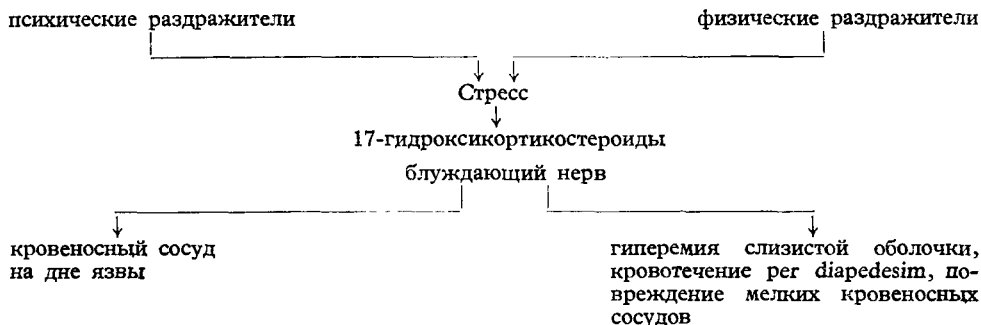 психические раздражители
физические раздражители
Стресс
17-гидроксикортикостероиды
блуждающий нерв
кровеносный сосуд
на дне язвы
гиперемия слизистой оболочки,
кровотечение per diapedesim, по-
вреждение мелких кровеносных
сосудов